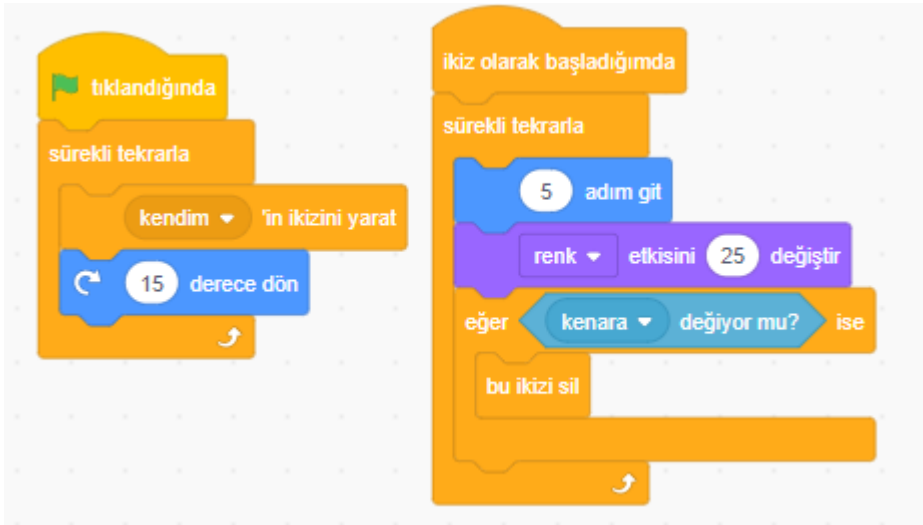 tıklandığında
sürekli tekrarla
kendim 'in ikizini yarat
15 derece dön
ikiz olarak başladığımda
sürekli tekrarla
5 adım git
renk etkisini 25 değiştir
eğer kenara değiyor mu? ise
bu ikizi sil